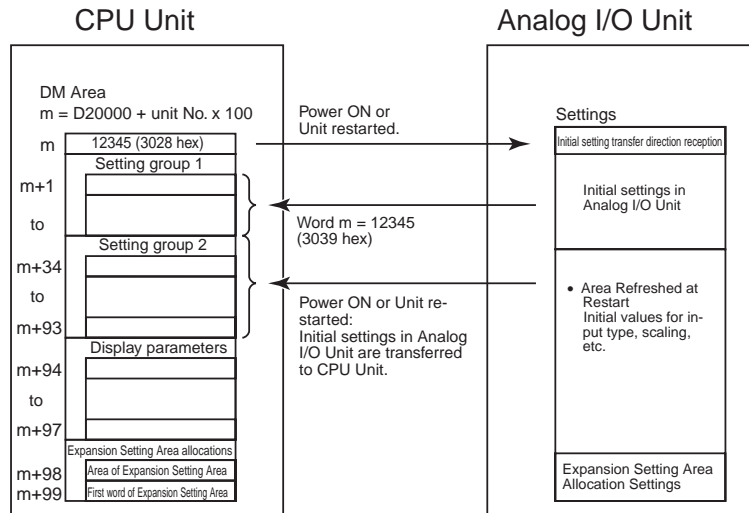 CPU Unit
Analog I/O Unit
DM Area
m = D20000 + unit No. x 100
m
12345 (3028 hex)
Setting group 1
m+1
to
Setting group 2
m+34
to
m+93
Display parameters
m+94
to
m+97
Expansion Setting Area allocations
m+98
Area of Expansion Setting Area
m+99
First word of Expansion Setting Area
Power ON or
Unit restarted.
Word m = 12345
(3039 hex)
Power ON or Unit re-
started:
Initial settings in Analog
I/O Unit are transferred
to CPU Unit.
Settings
Initial setting transfer direction reception
Initial settings in
Analog I/O Unit
• Area Refreshed at
Restart
Initial values for in-
put type, scaling,
etc.
Expansion Setting Area
Allocation Settings